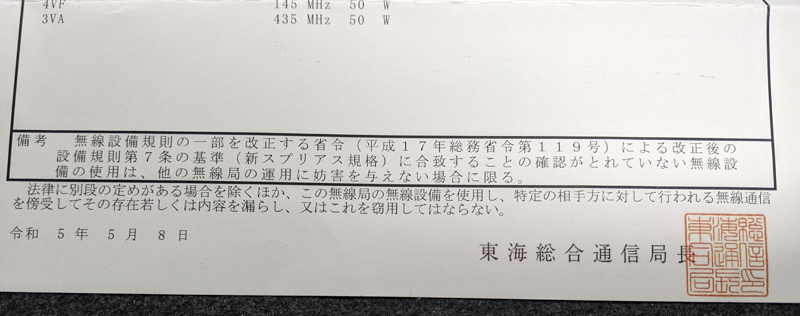 4VF 145 MHz 50 W
3VA 435 MHz 50 W
備考 無線設備規則の一部を改正する省令（平成１７年総務省令第１１９号）による改正後の
設備規則第７条の基準（新スプリアス規格）に合致することの確認がとれていない無線設
備の使用は、他の無線局の運用に妨害を与えない場合に限る。
法律に別段の定めがある場合を除くほか、この無線局の無線設備を使用し、特定の相手方に対して行われる無線通信
を傍受してその存在若しくは内容を漏らし、又はこれを窃用してはならない。
令和 ５年 ５月 ８日
東海総合通信局長